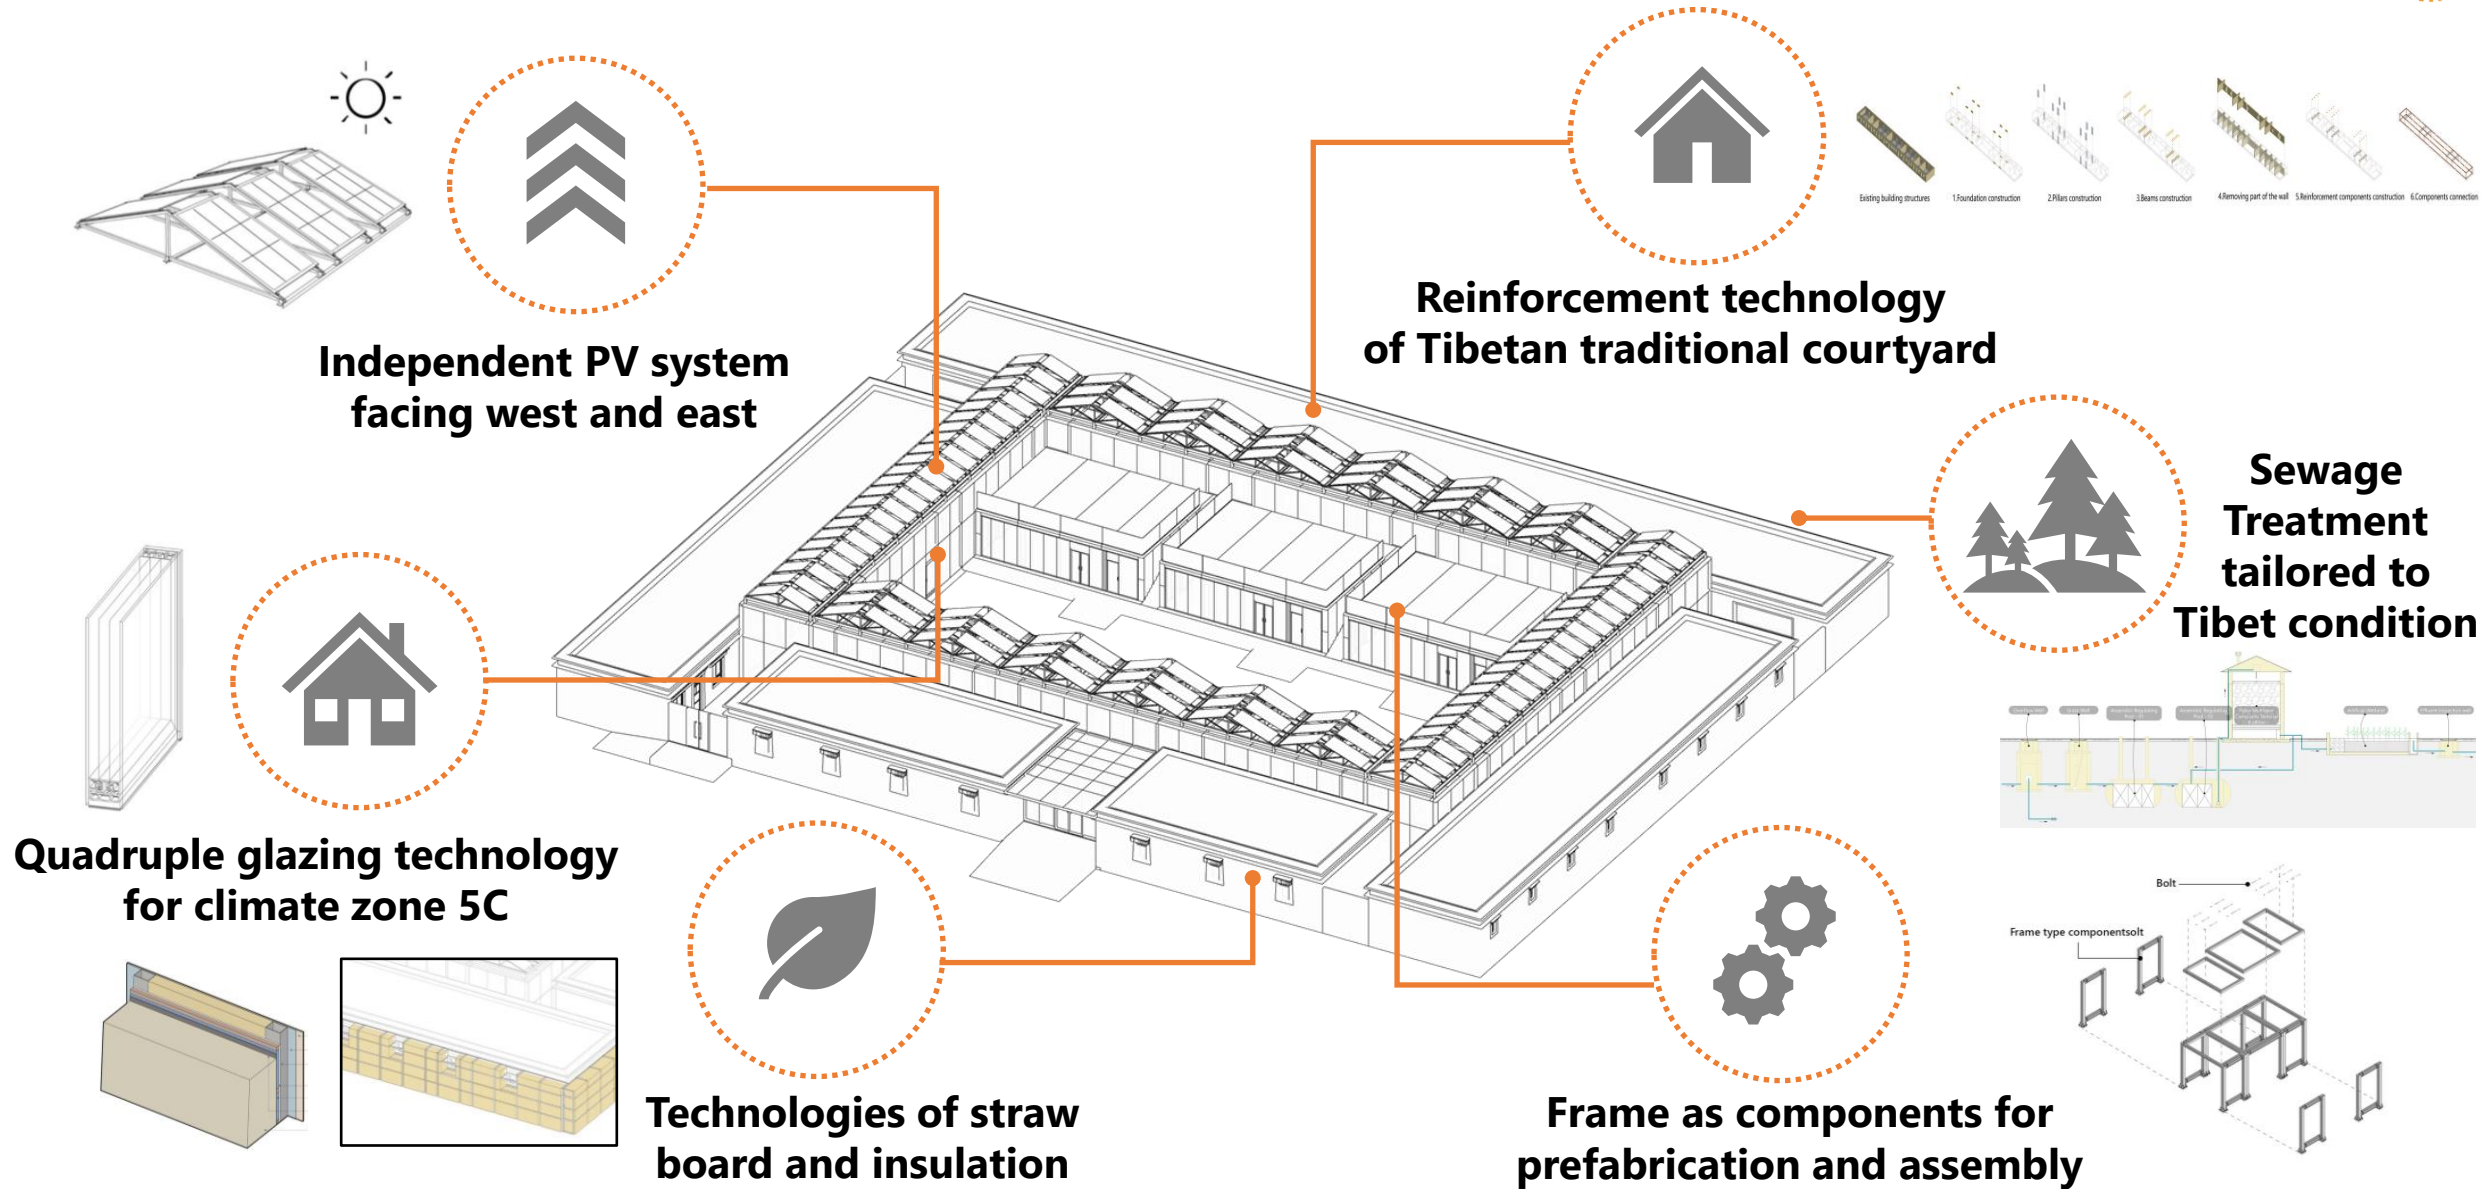 Independent PV system
facing west and east
Reinforcement technology
of Tibetan traditional courtyard
Existing building structures
1.Foundation construction
2.Pillars construction
3.Beams construction
4.Removing part of the wall
5.Reinforcement components construction
6.Components connection
Sewage
Treatment
tailored to
Tibet condition
Quadruple glazing technology
for climate zone 5C
Technologies of straw
board and insulation
Bolt
Frame type componentsolt
Frame as components for
prefabrication and assembly